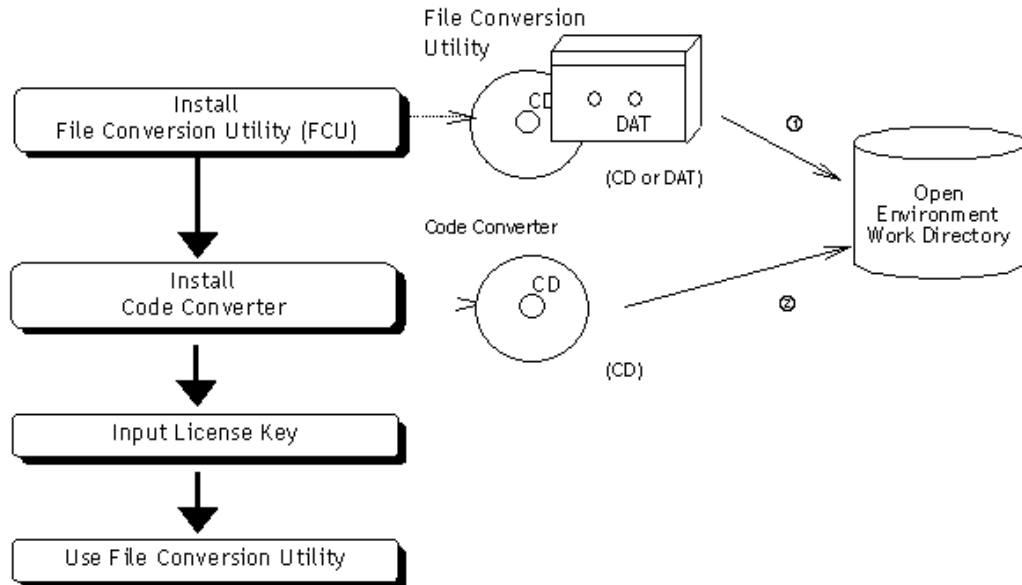 File Conversion
Utility
Install
File Conversion Utility (FCU)
CD
DAT
(CD or DAT)
①
Open
Environment
Work Directory
Code Converter
Install
Code Converter
CD
(CD)
②
Input License Key
Use File Conversion Utility